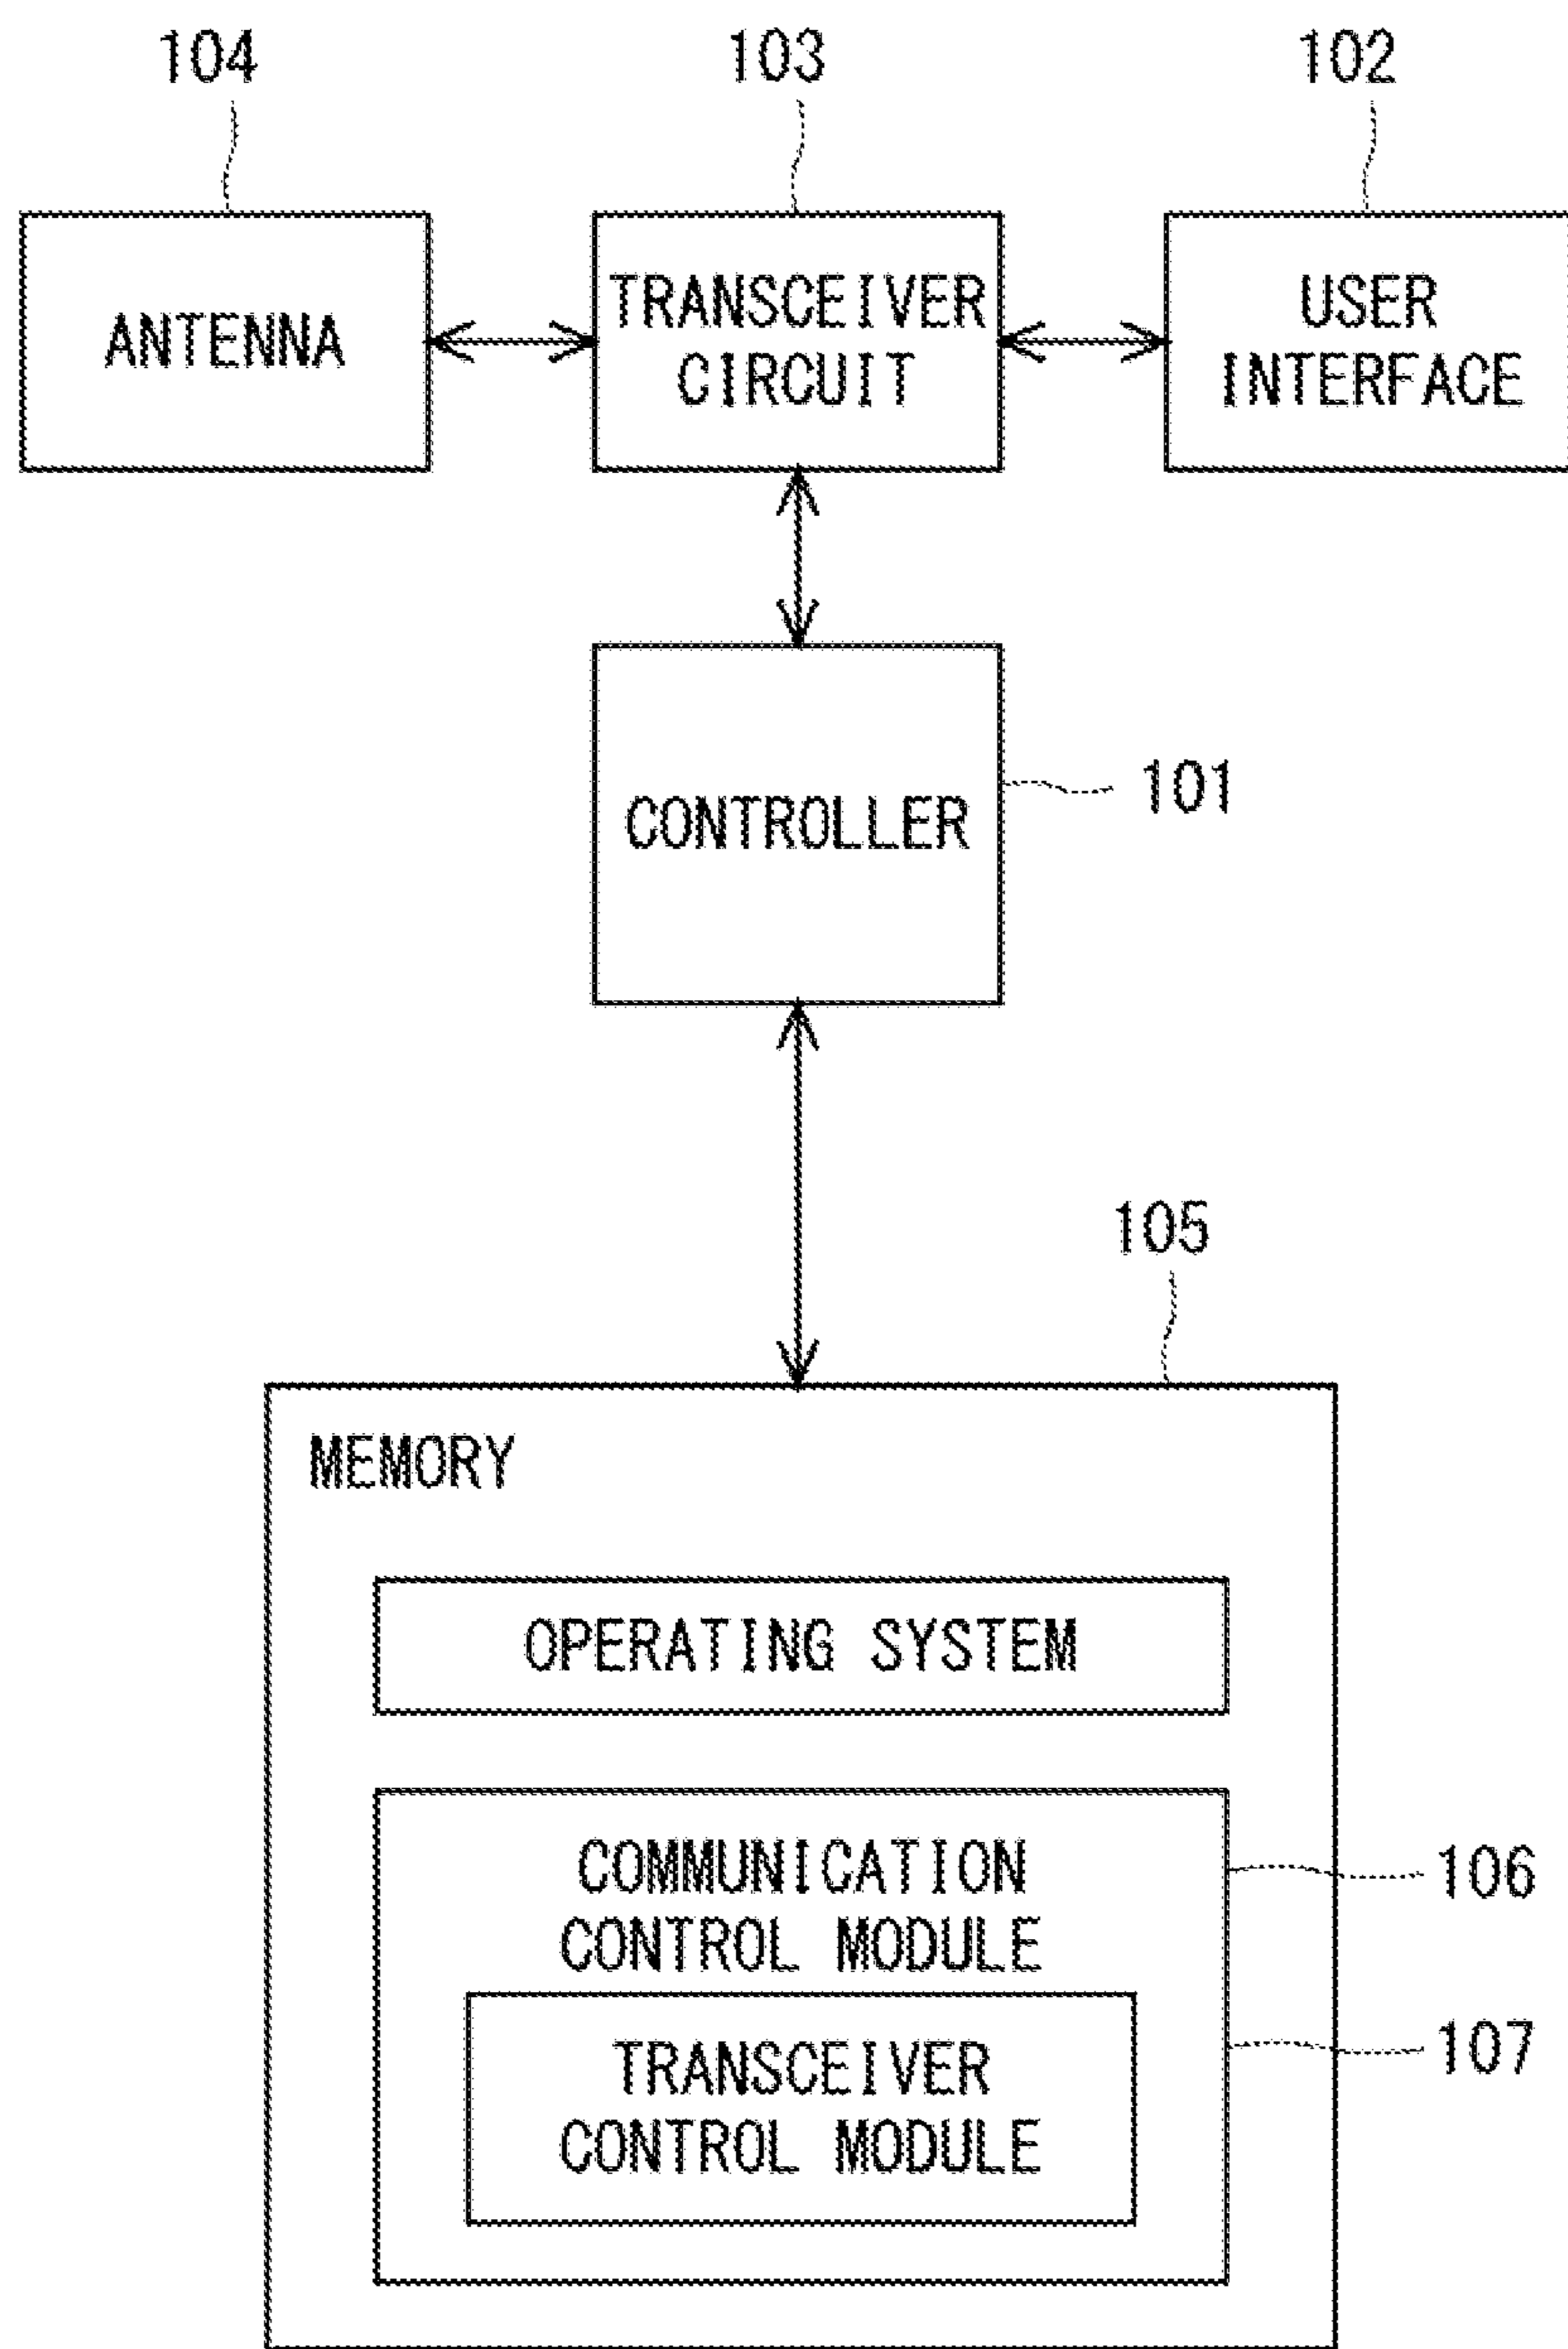 104
103
102
ANTENNA
TRANSCEIVER
CIRCUIT
USER
INTERFACE
CONTROLLER
101
105
MEMORY
OPERATING SYSTEM
COMMUNICATION
CONTROL MODULE
106
TRANSCEIVER
CONTROL MODULE
107